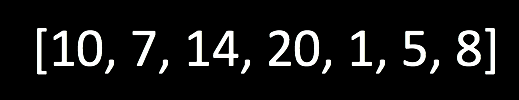 [10, 7, 14, 20, 1, 5, 8]